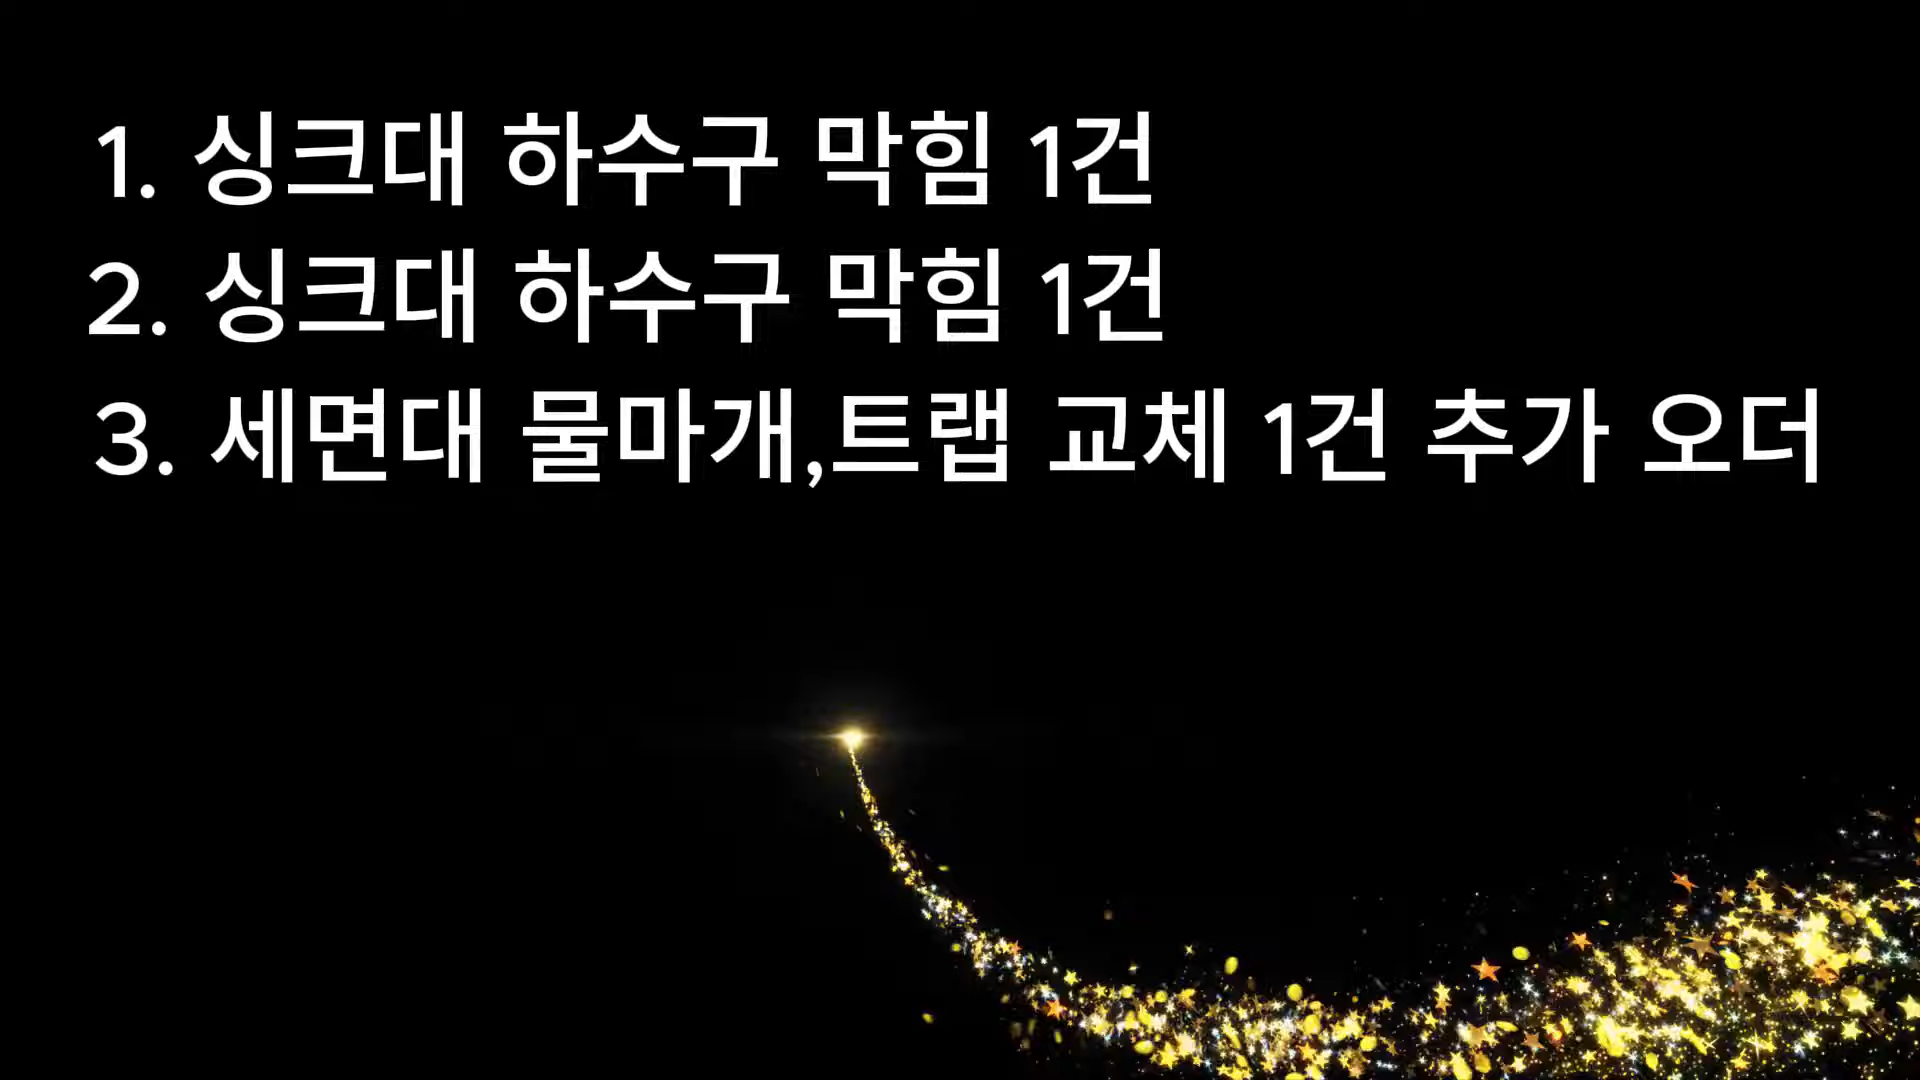 1. 싱크대 하수구 막힘 1건
2. 싱크대 하수구 막힘 1건
3. 세면대 물마개,트랩 교체 1건 추가 오더